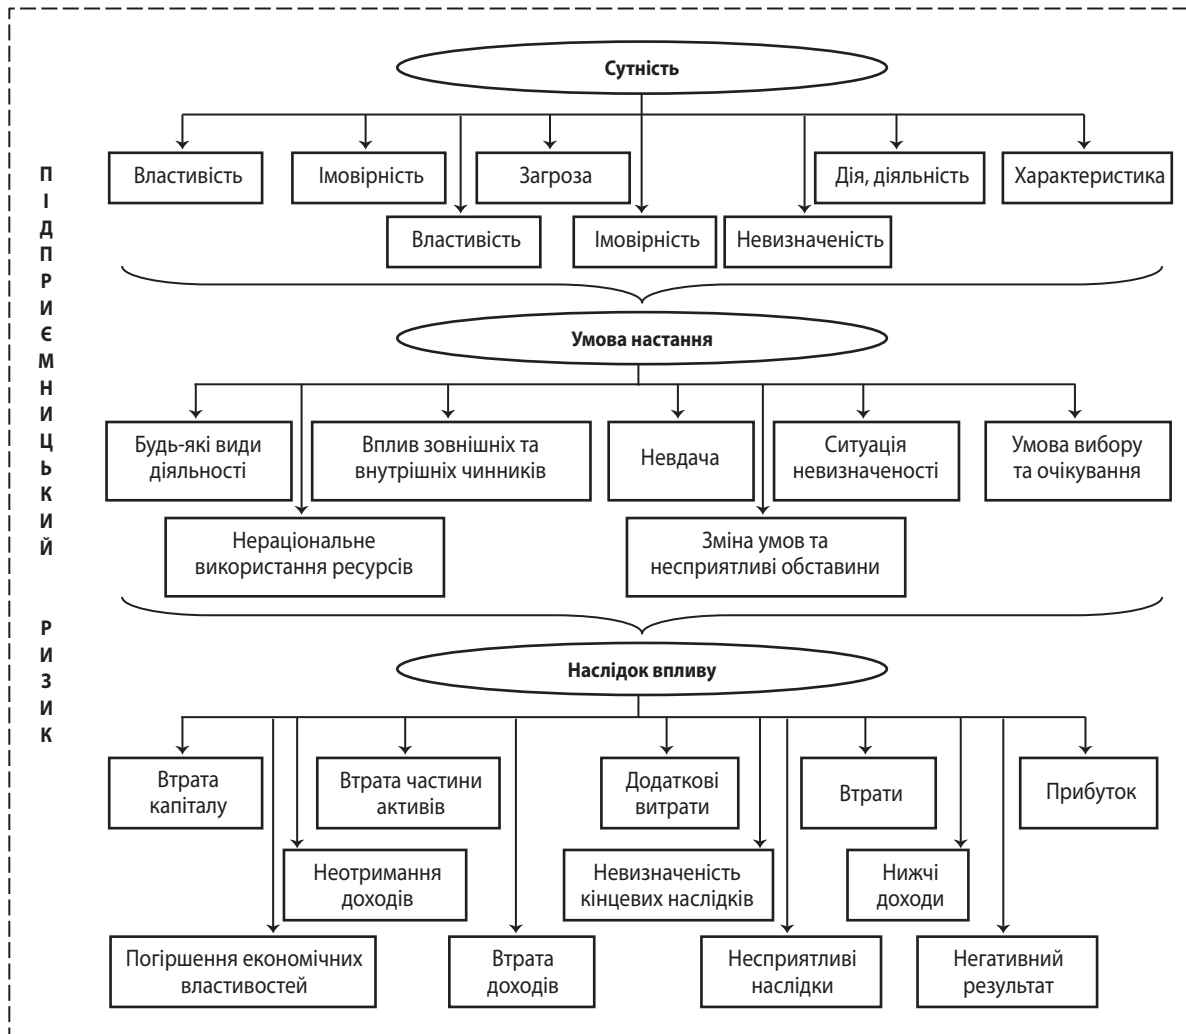 ПІДПРИЄМНИЦЬКИЙ РИЗИК
Сутність
Властивість
Імовірність
Загроза
Дія, діяльність
Характеристика
Властивість
Імовірність
Невизначеність
Умова настання
Будь-які види
діяльності
Вплив зовнішніх та
внутрішніх чинників
Невдача
Ситуація
невизначеності
Умова вибору
та очікування
Нераціональне
використання ресурсів
Зміна умов та
несприятливі обставини
Наслідок впливу
Втрата
капіталу
Втрата частини
активів
Додаткові
витрати
Втрати
Прибуток
Неотримання
доходів
Невизначеність
кінцевих наслідків
Нижчі
доходи
Погіршення економічних
властивостей
Втрата
доходів
Несприятливі
наслідки
Негативний
результат